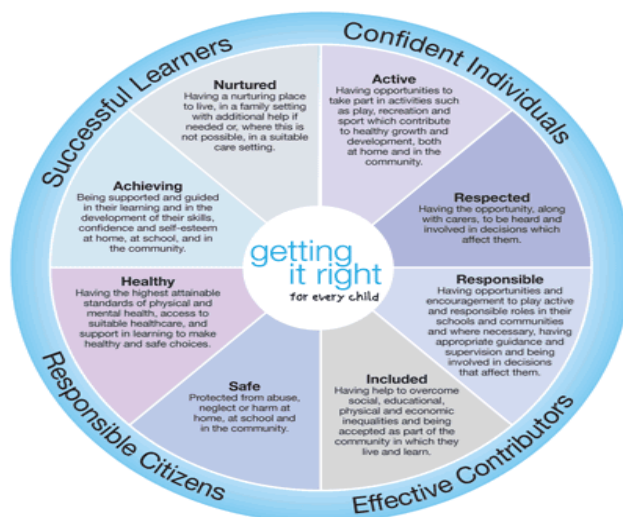 Successful Learners
Confident Individuals
Nurtured
Having a nurturing place
to live, in a family setting
with additional help if
needed or, where this is
not possible, in a suitable
care setting.
Active
Having opportunities to
take part in activities such
as play, recreation and
sport which contribute
to healthy growth and
development, both
at home and in the
community.
Achieving
Being supported and guided
in their learning and in the
development of their skills,
confidence and self-esteem
at home, at school, and in
the community.
Respected
Having the opportunity, along
with carers, to be heard and
involved in decisions which
affect them.
getting
it right
for every child
Healthy
Having the highest attainable
standards of physical and
mental health, access to
suitable healthcare, and
support in learning to make
healthy and safe choices.
Responsible
Having opportunities and
encouragement to play active
and responsible roles in their
schools and communities
and where necessary, having
appropriate guidance and
supervision and being
involved in decisions
that affect them.
Safe
Protected from abuse,
neglect or harm at
home, at school and
in the community.
Included
Having help to overcome
social, educational,
physical and economic
inequalities and being
accepted as part of the
community in which they
live and learn.
Responsible Citizens
Effective Contributors